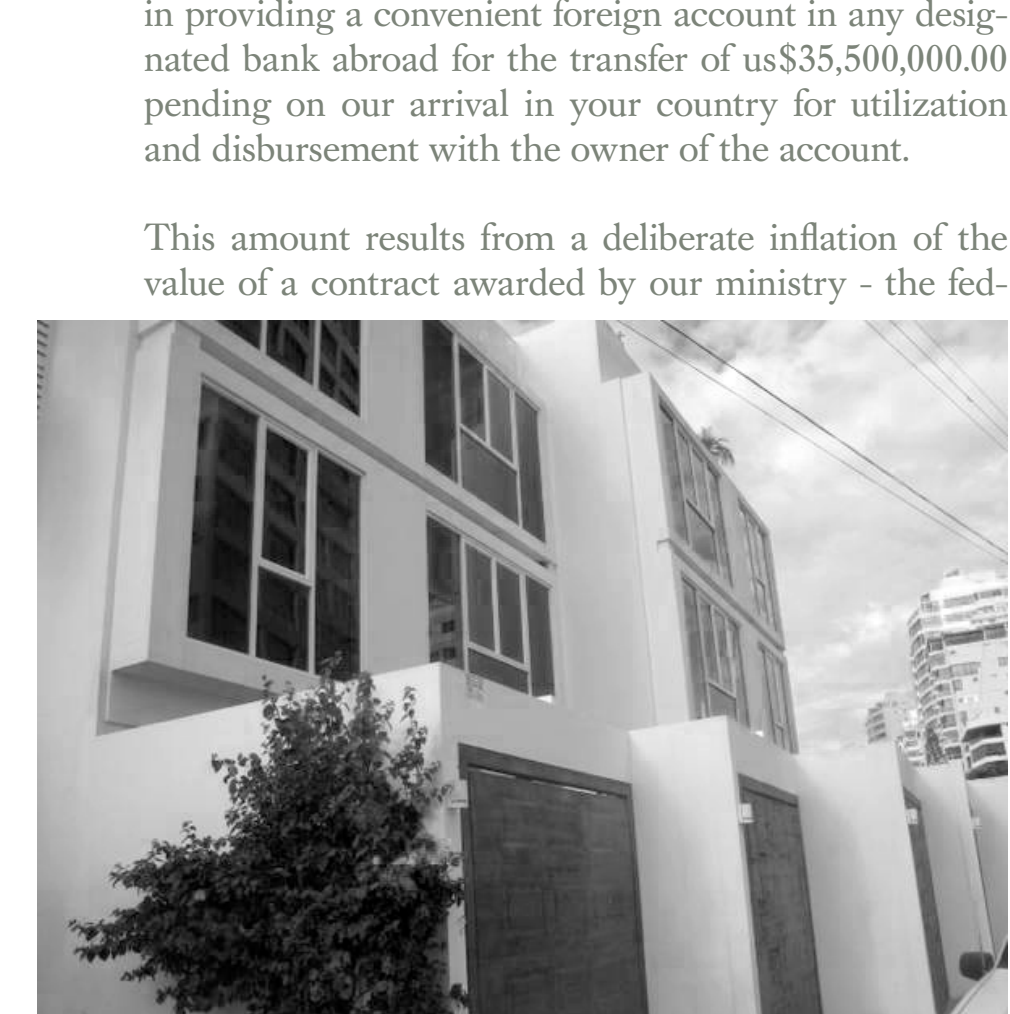 in providing a convenient foreign account in any desig-
nated bank abroad for the transfer of us$35,500,000.00
pending on our arrival in your country for utilization
and disbursement with the owner of the account.
This amount results from a deliberate inflation of the
value of a contract awarded by our ministry - the fed-